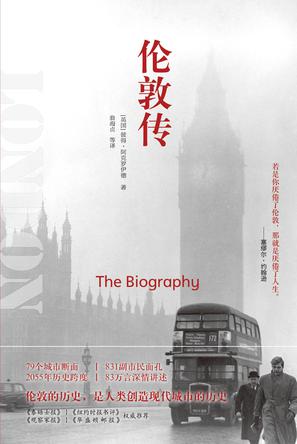 伦敦传
[英国] 彼得·阿克罗伊德 著
翁海贞 等译
LONDON
若是你厌倦了伦敦，那就是厌倦了人生。
——塞缪尔·约翰逊
The Biography
172
79个城市断面 | 831副市民面孔
2055年历史跨度 | 83万言深情讲述
伦敦的历史，是人类创造现代城市的历史
《泰晤士报》|《纽约时报书评》
《观察家报》|《华盛顿邮报》
权威推荐